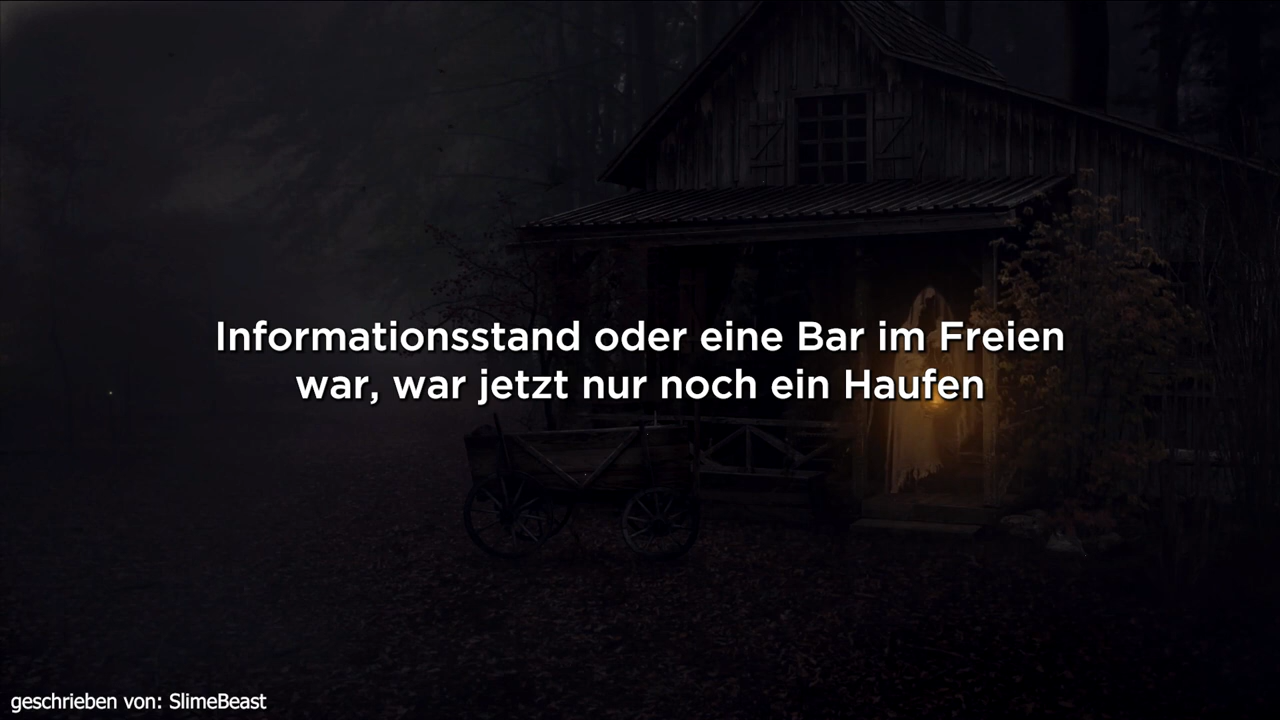 Informationsstand oder eine Bar im Freien
war, war jetzt nur noch ein Haufen
geschrieben von: SlimeBeast